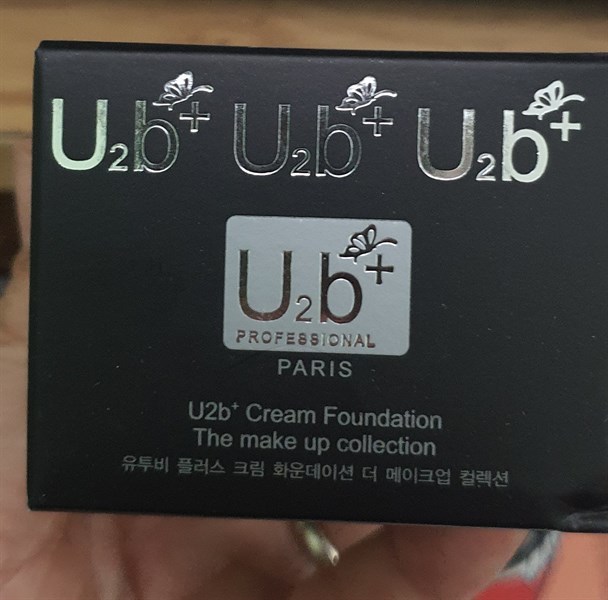 U2b+ U2b+ U2b+
U2b+
PROFESSIONAL
PARIS
U2b+ Cream Foundation
The make up collection
유투비 플러스 크림 화운데이션 더 메이크업 컬렉션